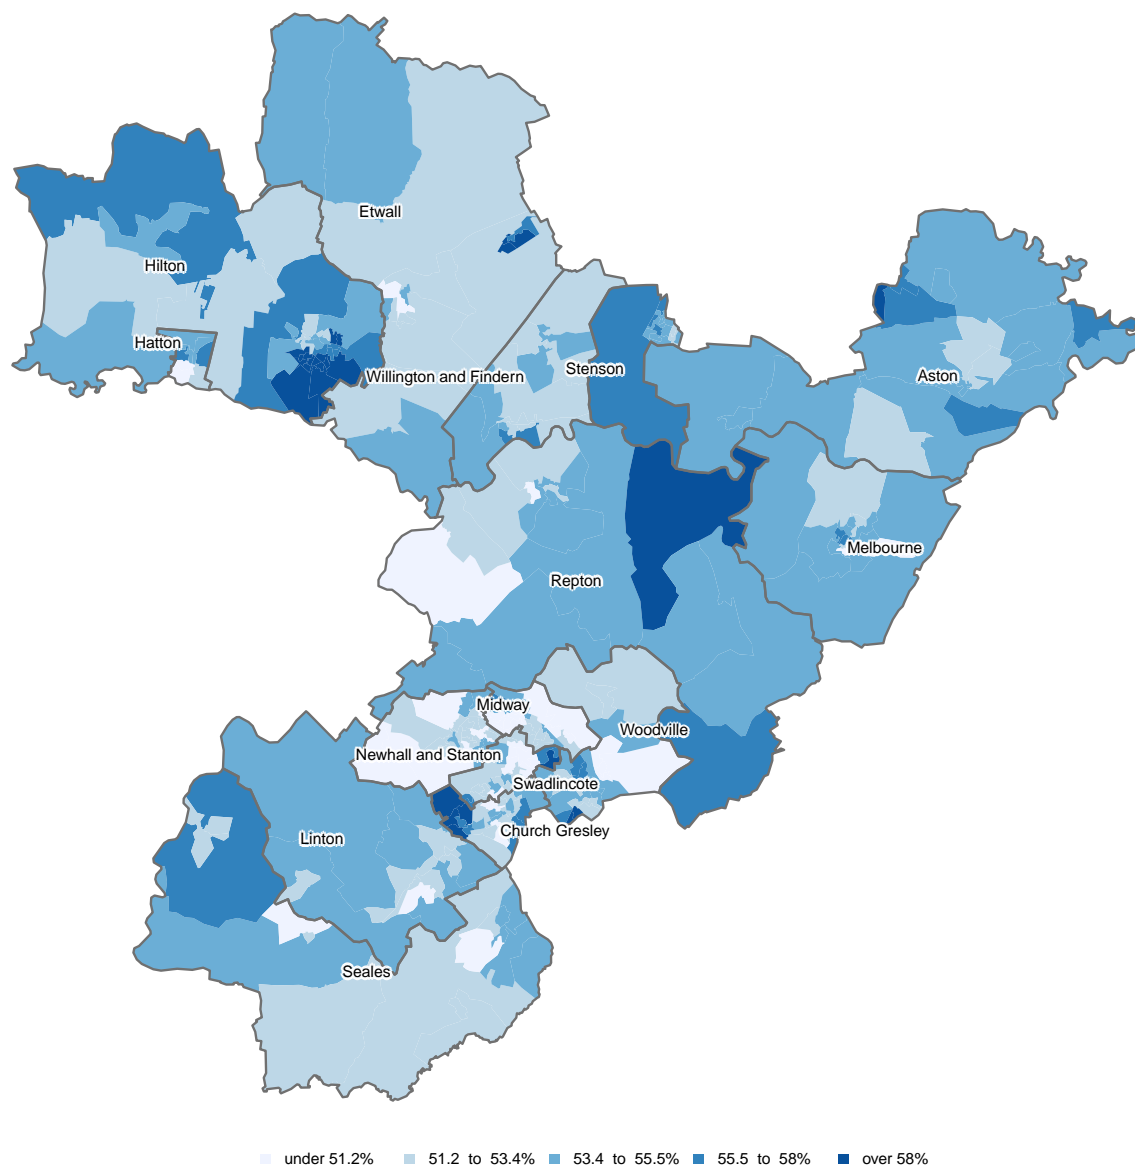 Etwall
Hilton
Hatton
Willington and Findern
Stenson
Aston
Melbourne
Repton
Midway
Woodville
Newhall and Stanton
Swadlincote
Church Gresley
Linton
Seales
under 51.2% 51.2 to 53.4% 53.4 to 55.5% 55.5 to 58% over 58%